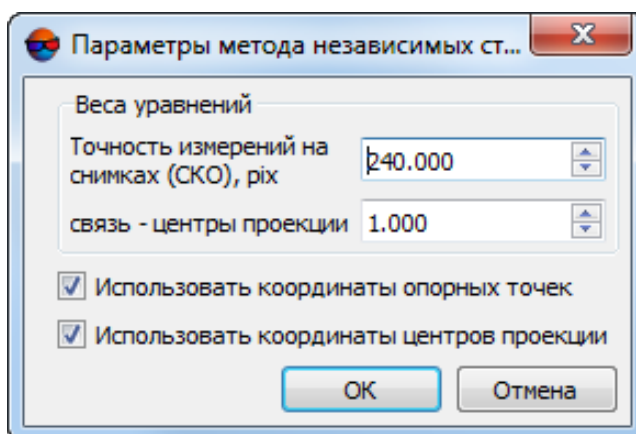 Параметры метода независимых ст...
Веса уравнений
Точность измерений на
снимках (СКО), pix
240.000
связь - центры проекции
1.000
Использовать координаты опорных точек
Использовать координаты центров проекции
ОК
Отмена